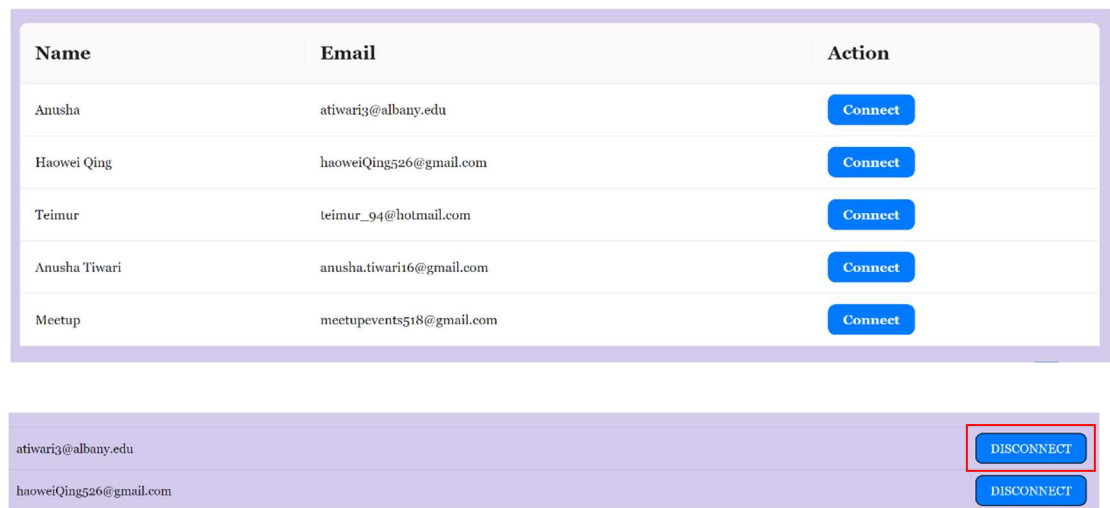 Name Email Action
Anusha atiwari3@albany.edu Connect
Haowei Qing haoweiQing526@gmail.com Connect
Teimur teimur_94@hotmail.com Connect
Anusha Tiwari anusha.tiwari16@gmail.com Connect
Meetup meetupevents518@gmail.com Connect
atiwari3@albany.edu DISCONNECT
haoweiQing526@gmail.com DISCONNECT